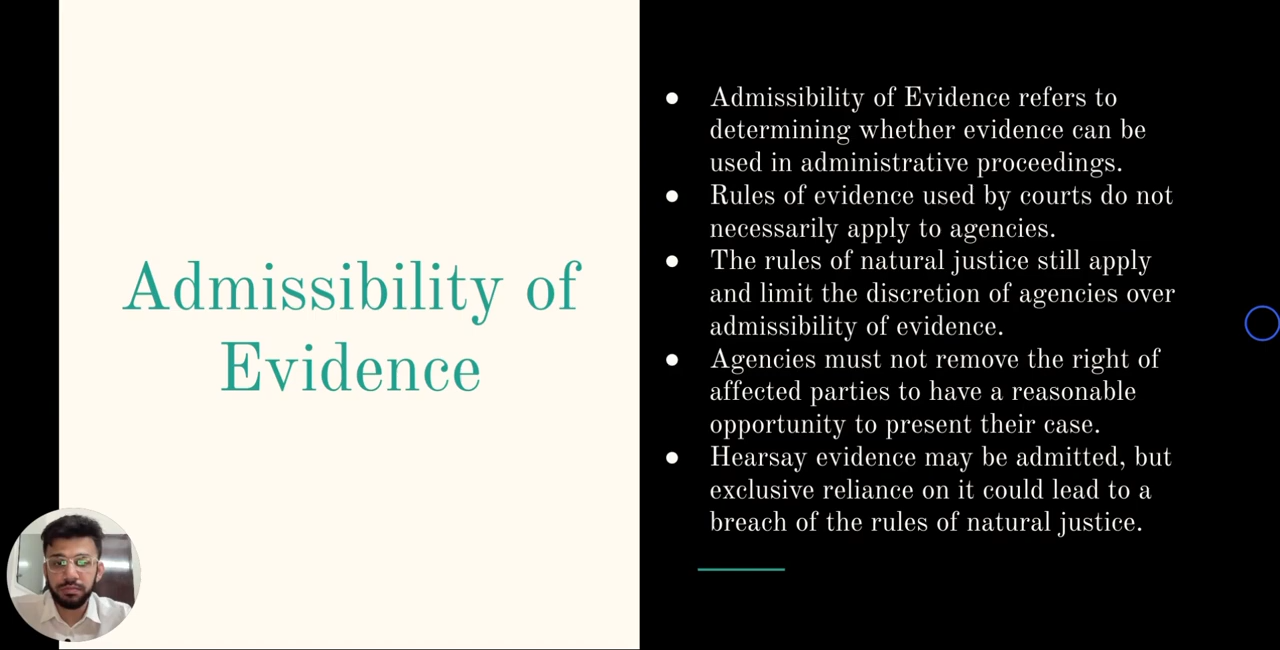 Admissibility of
Evidence
● Admissibility of Evidence refers to
determining whether evidence can be
used in administrative proceedings.
● Rules of evidence used by courts do not
necessarily apply to agencies.
● The rules of natural justice still apply
and limit the discretion of agencies over
admissibility of evidence.
● Agencies must not remove the right of
affected parties to have a reasonable
opportunity to present their case.
● Hearsay evidence may be admitted, but
exclusive reliance on it could lead to a
breach of the rules of natural justice.